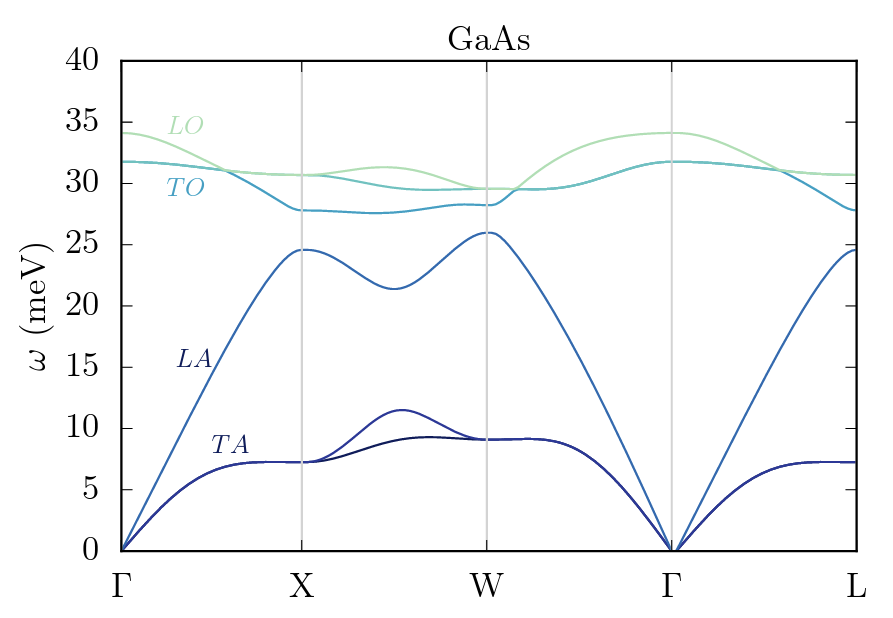 GaAs
40
35
30
25
20
15
10
5
0
ω (meV)
LO
TO
LA
TA
Γ X W Γ L